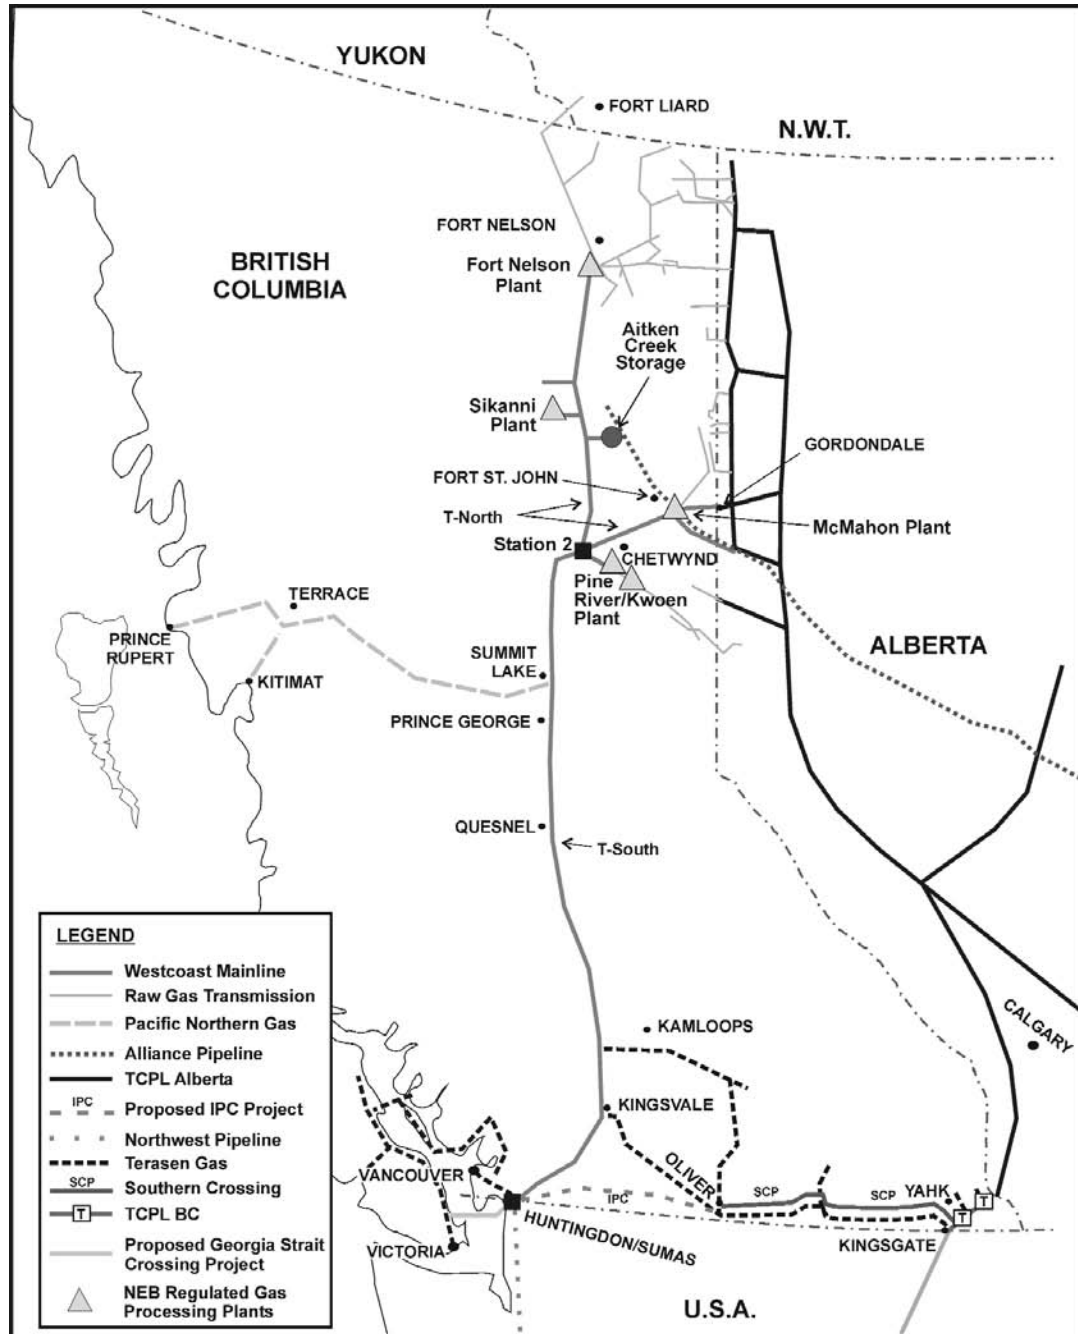 YUKON
FORT LIARD
N.W.T.
FORT NELSON
BRITISH
COLUMBIA
Fort Nelson
Plant
Aitken
Creek
Storage
Sikanni
Plant
GORDONDALE
FORT ST. JOHN
T-North
McMahon Plant
Station 2
CHETWYND
Pine
River/Kwoen
Plant
TERRACE
PRINCE
RUPERT
ALBERTA
SUMMIT
LAKE
KITIMAT
PRINCE GEORGE
QUESNEL
T-South
KAMLOOPS
CALGARY
KINGSVALE
OLIVER
VANCOUVER
IPC
SCP
SCP
YAHK
T
T
HUNTINGDON/SUMAS
KINGSGATE
VICTORIA
U.S.A.
LEGEND
Westcoast Mainline
Raw Gas Transmission
Pacific Northern Gas
Alliance Pipeline
TCPL Alberta
IPC
Proposed IPC Project
Northwest Pipeline
Terasen Gas
SCP
Southern Crossing
T
TCPL BC
Proposed Georgia Strait
Crossing Project
NEB Regulated Gas
Processing Plants